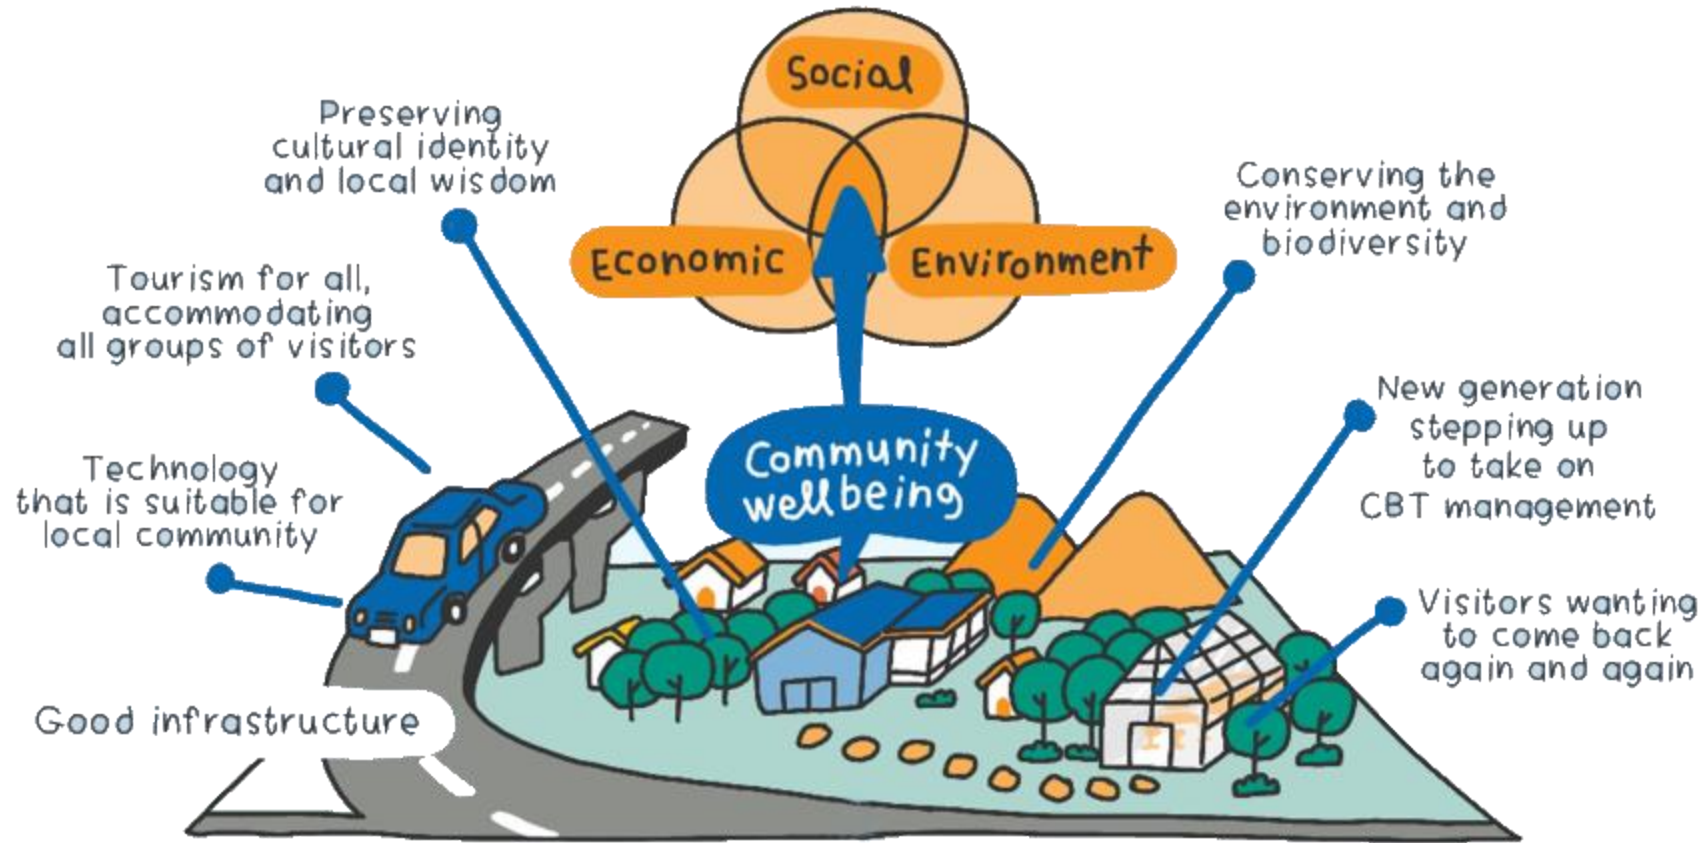 Social
Economic
Environment
Preserving
cultural identity
and local wisdom
Conserving the
environment and
biodiversity
Tourism for all,
accommodating
all groups of visitors
New generation
stepping up
to take on
CBT management
Community
wellbeing
Technology
that is suitable for
local community
Visitors wanting
to come back
again and again
Good infrastructure